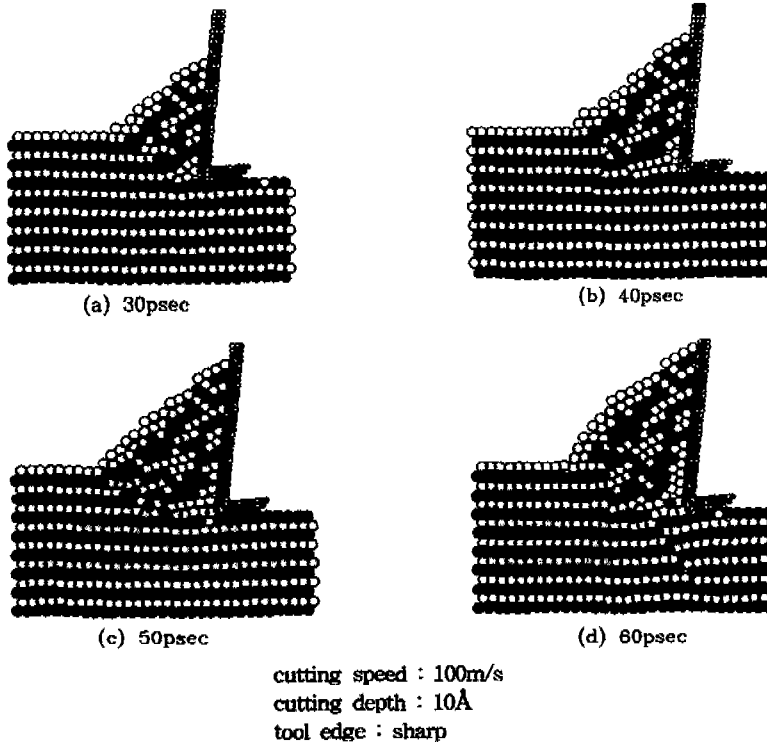 (a) 30psec
(b) 40psec
(c) 50psec
(d) 60psec
cutting speed : 100m/s
cutting depth : 10Å
tool edge : sharp